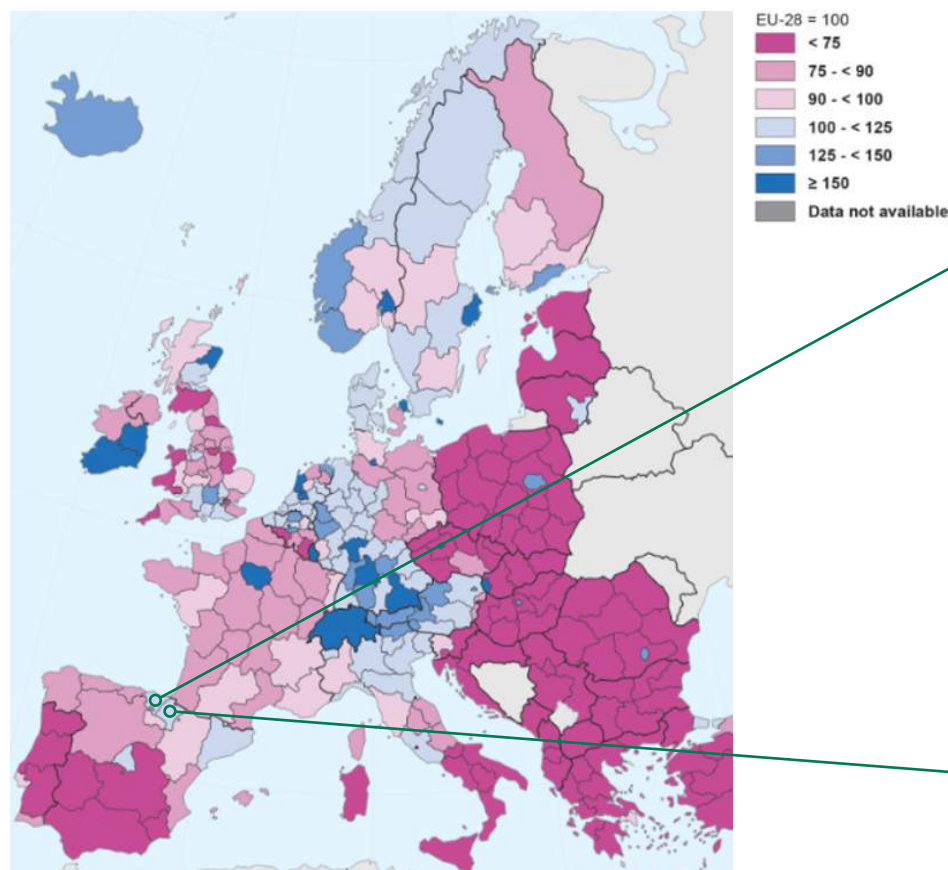 EU-28 = 100
< 75
75 - < 90
90 - < 100
100 - < 125
125 - < 150
≥ 150
Data not available